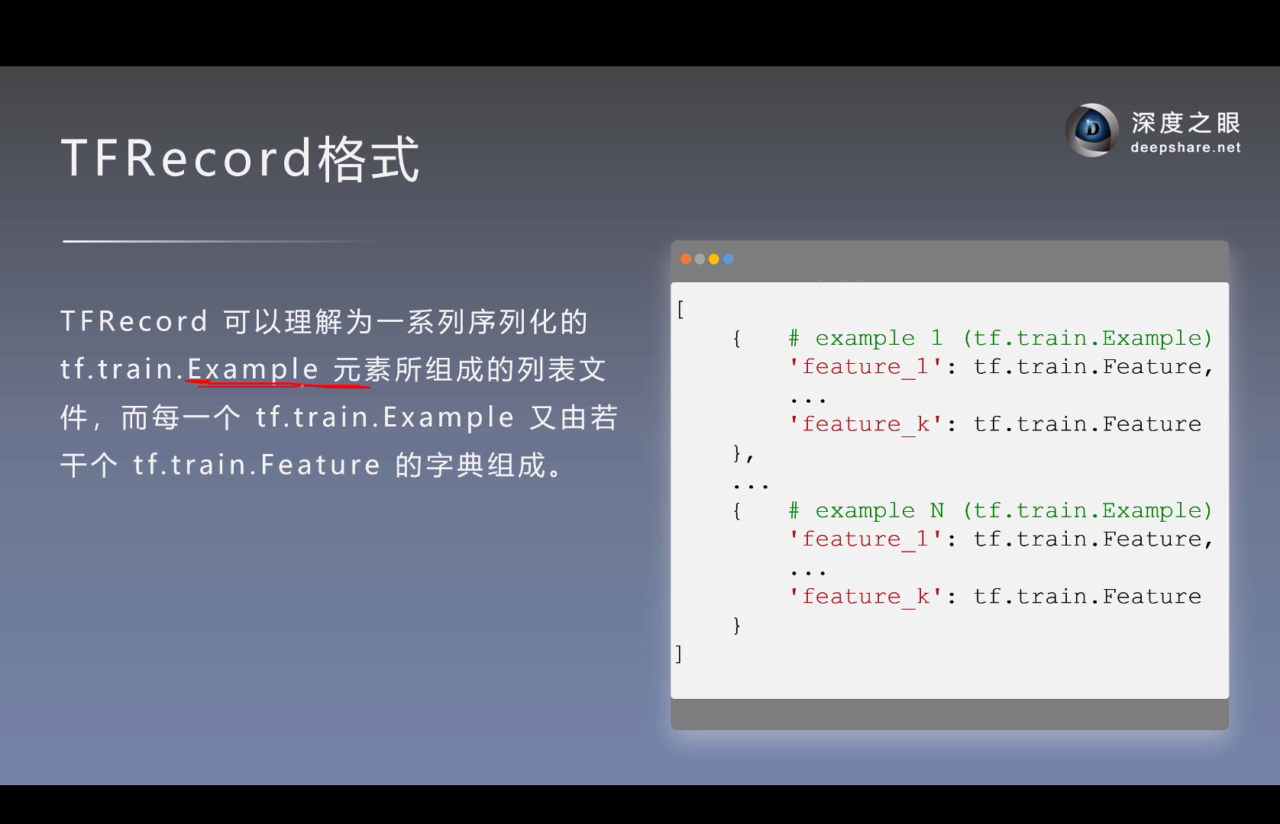 深度之眼
deepshare.net
TFRecord格式
TFRecord 可以理解为一系列序列化的
tf.train.Example 元素所组成的列表文
件，而每一个 tf.train.Example 又由若
干个 tf.train.Feature 的字典组成。
[
{ # example 1 (tf.train.Example)
'feature_1': tf.train.Feature,
...
'feature_k': tf.train.Feature
},
...
{ # example N (tf.train.Example)
'feature_1': tf.train.Feature,
...
'feature_k': tf.train.Feature
}
]